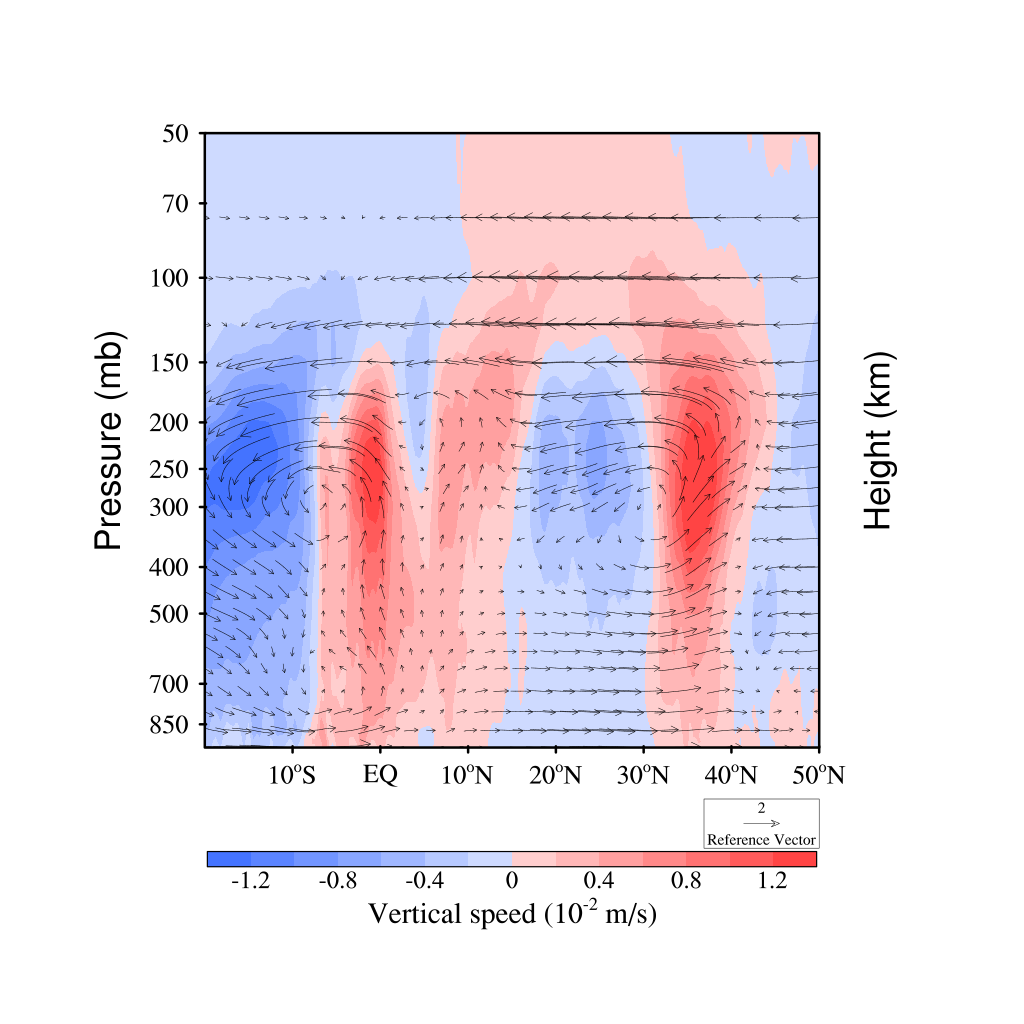 50
70
100
150
200
250
300
400
500
700
850
Pressure (mb)
Height (km)
10°S EQ 10°N 20°N 30°N 40°N 50°N
2
Reference Vector
-1.2 -0.8 -0.4 0 0.4 0.8 1.2
Vertical speed (10⁻² m/s)